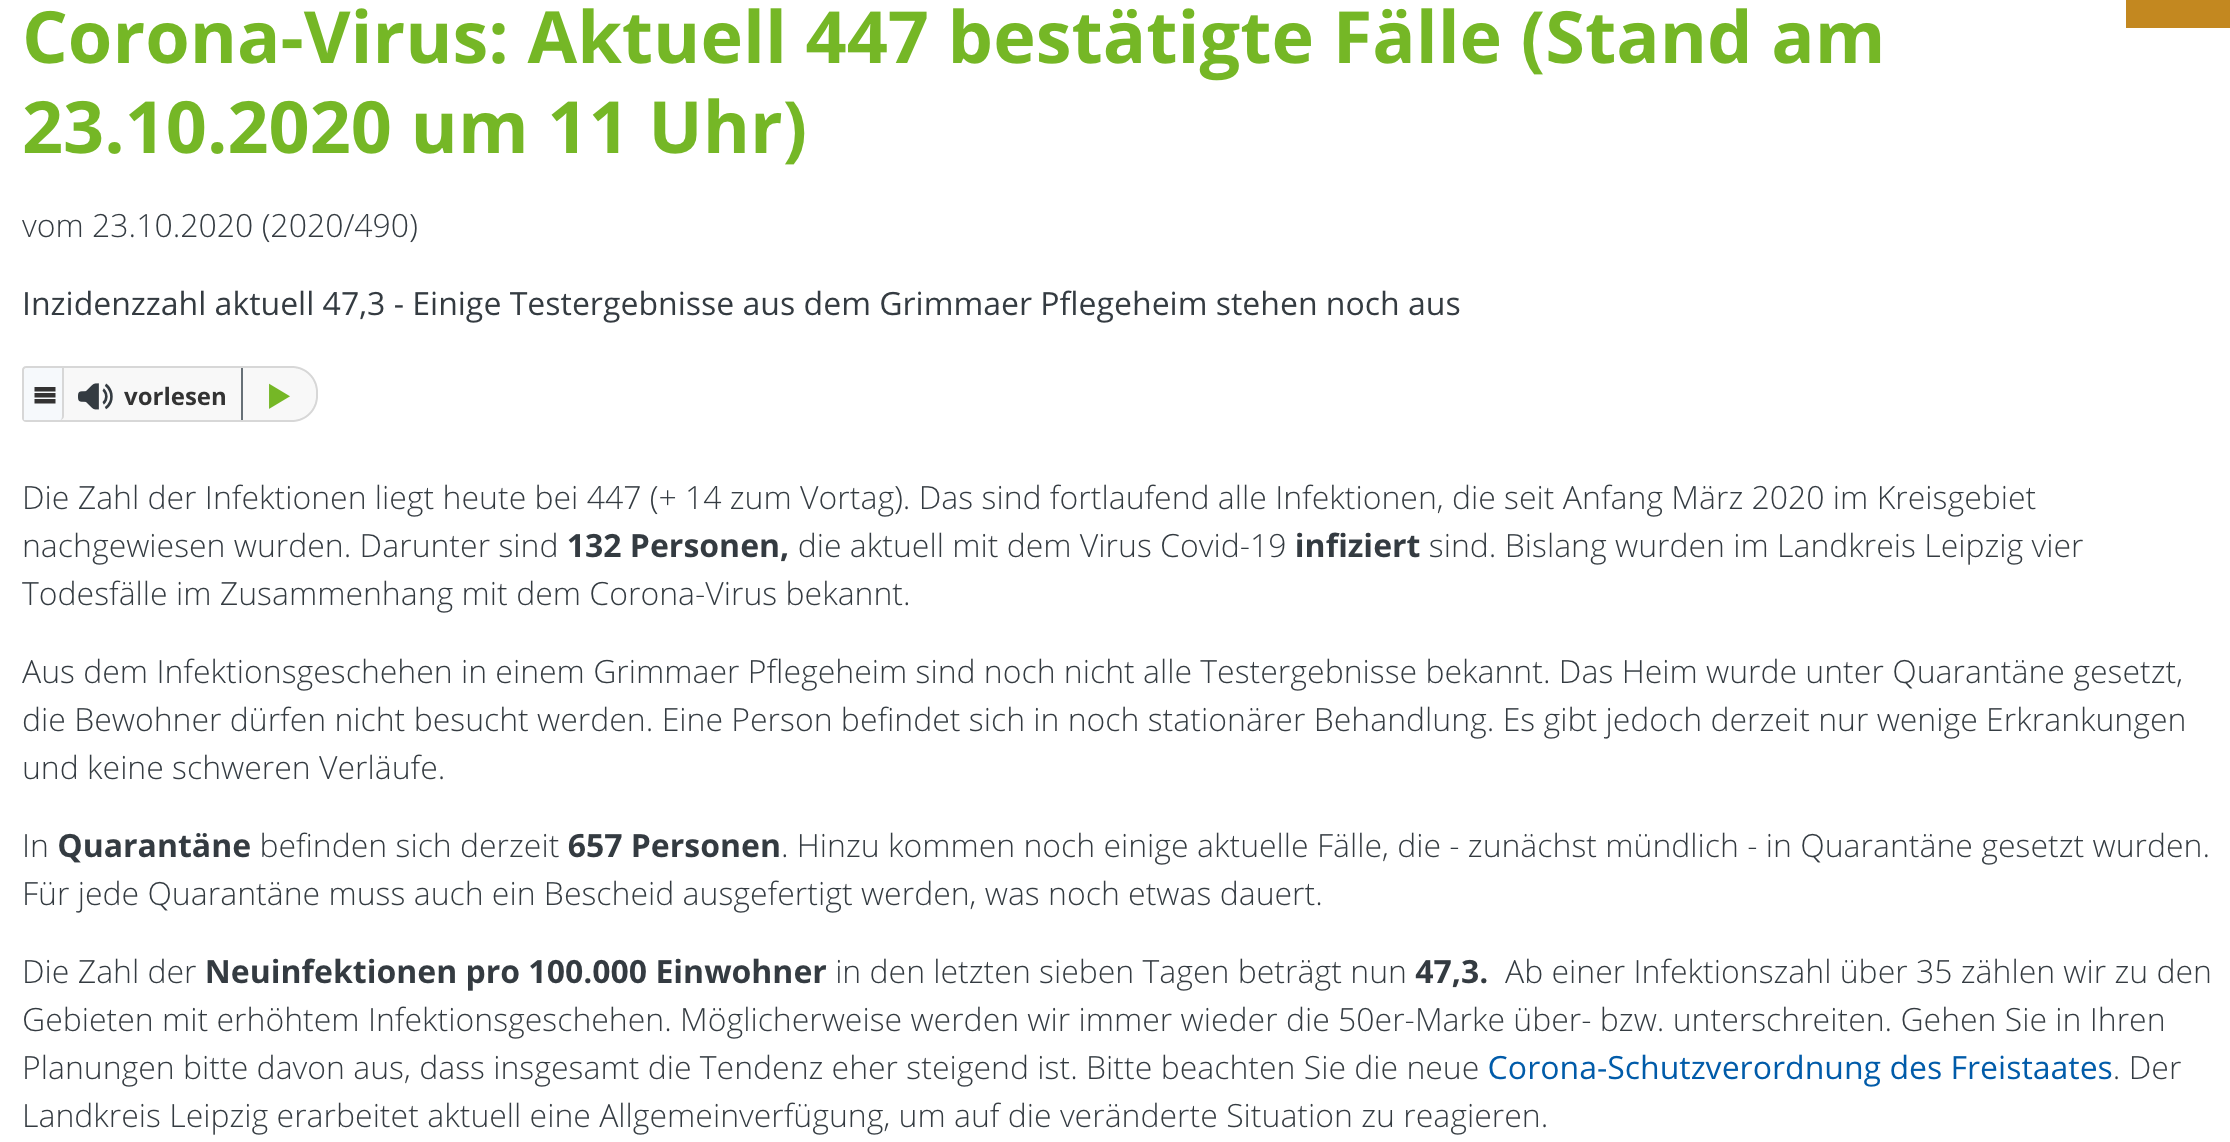 Corona-Virus: Aktuell 447 bestätigte Fälle (Stand am
23.10.2020 um 11 Uhr)
vom 23.10.2020 (2020/490)
Inzidenzzahl aktuell 47,3 - Einige Testergebnisse aus dem Grimmaer Pflegeheim stehen noch aus
vorlesen
Die Zahl der Infektionen liegt heute bei 447 (+ 14 zum Vortag). Das sind fortlaufend alle Infektionen, die seit Anfang März 2020 im Kreisgebiet
nachgewiesen wurden. Darunter sind 132 Personen, die aktuell mit dem Virus Covid-19 infiziert sind. Bislang wurden im Landkreis Leipzig vier
Todesfälle im Zusammenhang mit dem Corona-Virus bekannt.
Aus dem Infektionsgeschehen in einem Grimmaer Pflegeheim sind noch nicht alle Testergebnisse bekannt. Das Heim wurde unter Quarantäne gesetzt,
die Bewohner dürfen nicht besucht werden. Eine Person befindet sich in noch stationärer Behandlung. Es gibt jedoch derzeit nur wenige Erkrankungen
und keine schweren Verläufe.
In Quarantäne befinden sich derzeit 657 Personen. Hinzu kommen noch einige aktuelle Fälle, die - zunächst mündlich - in Quarantäne gesetzt wurden.
Für jede Quarantäne muss auch ein Bescheid ausgefertigt werden, was noch etwas dauert.
Die Zahl der Neuinfektionen pro 100.000 Einwohner in den letzten sieben Tagen beträgt nun 47,3. Ab einer Infektionszahl über 35 zählen wir zu den
Gebieten mit erhöhtem Infektionsgeschehen. Möglicherweise werden wir immer wieder die 50er-Marke über- bzw. unterschreiten. Gehen Sie in Ihren
Planungen bitte davon aus, dass insgesamt die Tendenz eher steigend ist. Bitte beachten Sie die neue Corona-Schutzverordnung des Freistaates. Der
Landkreis Leipzig erarbeitet aktuell eine Allgemeinverfügung, um auf die veränderte Situation zu reagieren.